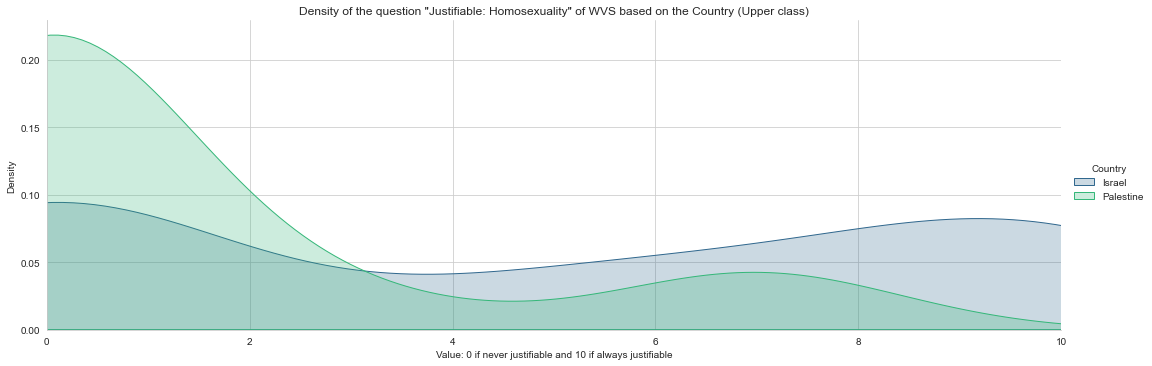 Density of the question "Justifiable: Homosexuality" of WVS based on the Country (Upper class)
0.20
0.15
0.10
0.05
0.00
Density
0 2 4 6 8 10
Value: 0 if never justifiable and 10 if always justifiable
Country
Israel
Palestine